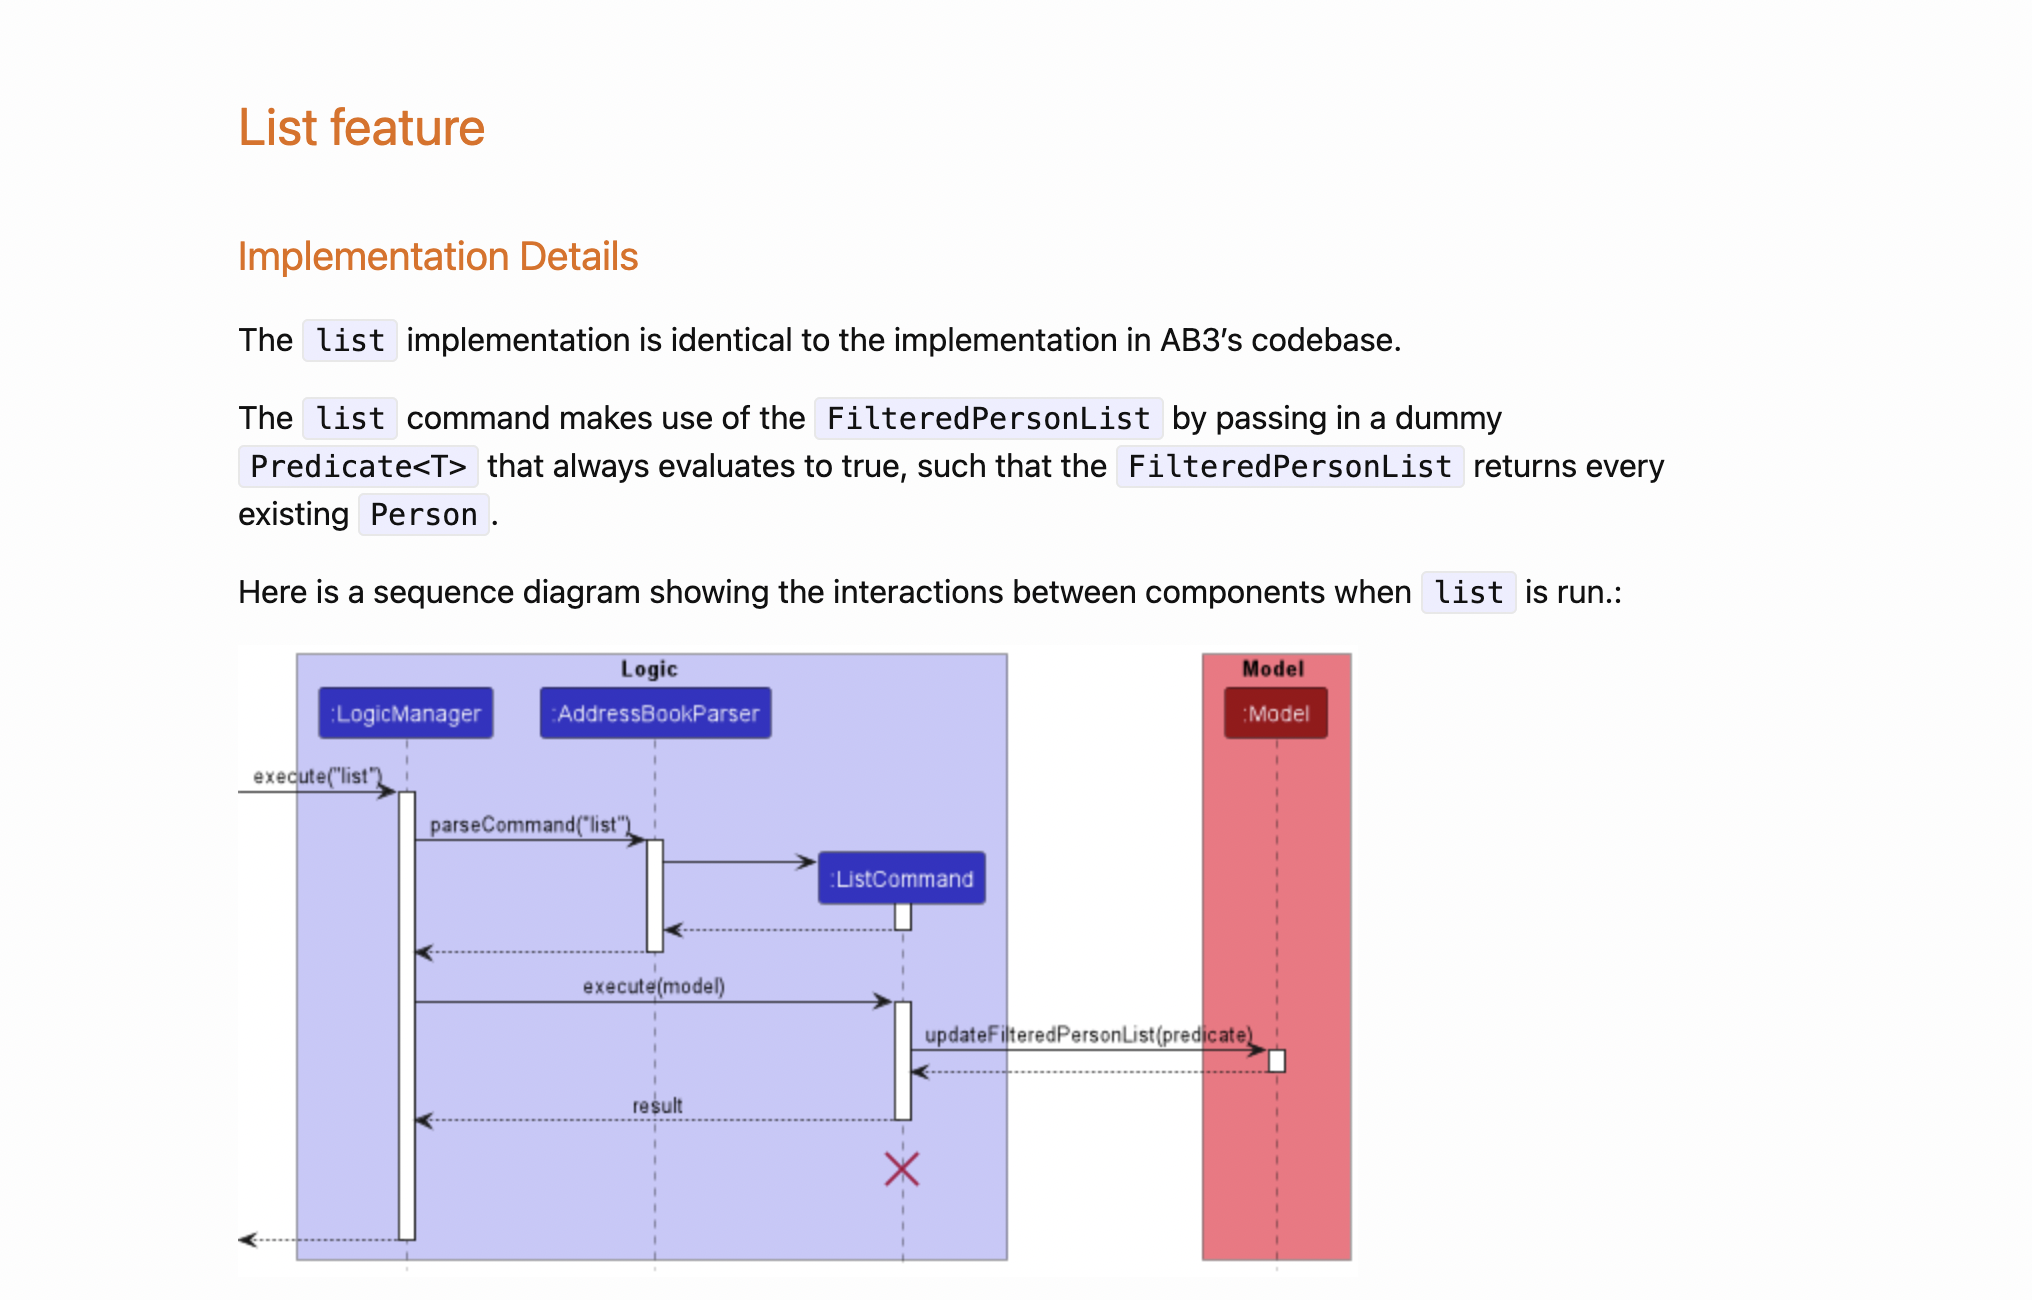 List feature
Implementation Details
The list implementation is identical to the implementation in AB3’s codebase.
The list command makes use of the FilteredPersonList by passing in a dummy
Predicate<T> that always evaluates to true, such that the FilteredPersonList returns every
existing Person.
Here is a sequence diagram showing the interactions between components when list is run.:
Logic
Model
:LogicManager
:AddressBookParser
:Model
execute("list")
parseCommand("list")
:ListCommand
execute(model)
updateFilteredPersonList(predicate)
result